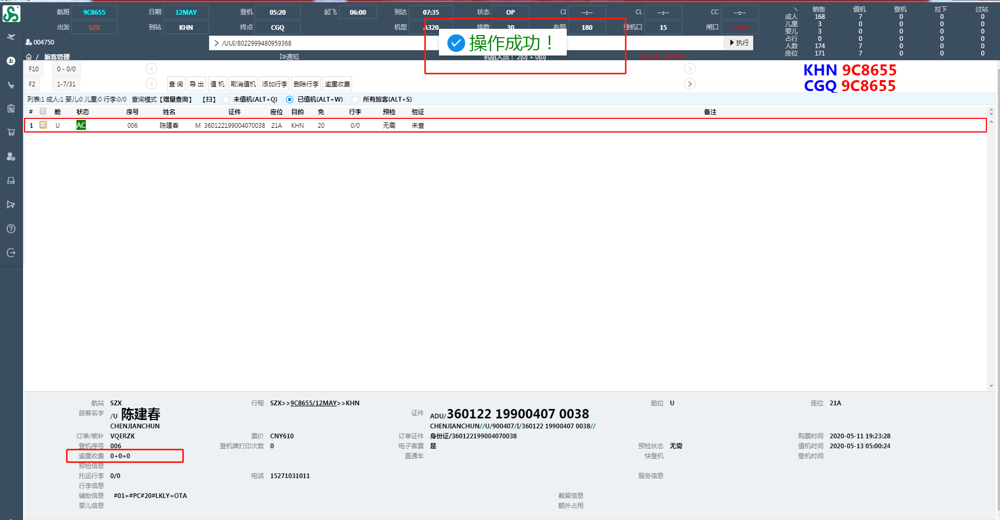 航班 9C8655 日期 12MAY 登机 05:20 起飞 06:00 到达 07:35 状态 OP CI --:-- CL --:-- CC --:--
出发 SZX 到站 KHN 终点 CGQ 机型 A320 排数 30 布局 180 登机口 15 闸口 CLOSE
销售 值机 登机 拉下 过站
成人 168 7 0 0 0
儿童 3 0 0 0 0
婴儿 3 0 0 0 0
占行 0 0 0 0 0
人数 174 7 0 0 0
座位 171 7 0 0 0
004750
> /UUI/8022999480959368
执行
操作成功！
/ 旅客管理
通知
机组人员：2(0) + 0(0)
F10 0 - 0/0
F2 1-7/31
查 询 导 出 值 机 取消值机 添加行李 删除行李 逾重收费
KHN 9C8655
CGQ 9C8655
列表:1 成人:1 婴儿:0 儿童:0 行李:0/0 查询模式【增量查询】 【扫】 未值机(ALT+Q) 已值机(ALT+W) 所有旅客(ALT+S)
# 舱 状态 序号 姓名 证件 座位 目的 免 行李 预检 验证 备注
1 U AC 006 陈建春 M 360122199004070038 21A KHN 20 0/0 无需 未查
航站 SZX 行程 SZX>>9C8655/12MAY>>KHN 舱位 U 座位 21A
旅客名字 /U 陈建春 证件 ADU/360122 19900407 0038
CHENJIANCHUN CHENJIANCHUN//U/900407/I/360122 19900407 0038//
订单/候补 VQERZK 票价 CNY610 订单证件 身份证/360122199004070038 购票时间 2020-05-11 19:23:28
登机序号 006 登机牌打印次数 0 电子客票 是 预检状态 无需 值机时间 2020-05-13 05:00:24
逾重收费 0+0=0 直通车 快登机 登机时间
预检信息
托运行李 0/0 电话 15271031011 服务信息
行李信息
辅助信息 #01=#PC#20#LKLY=OTA 截留信息
婴儿信息 额外占用